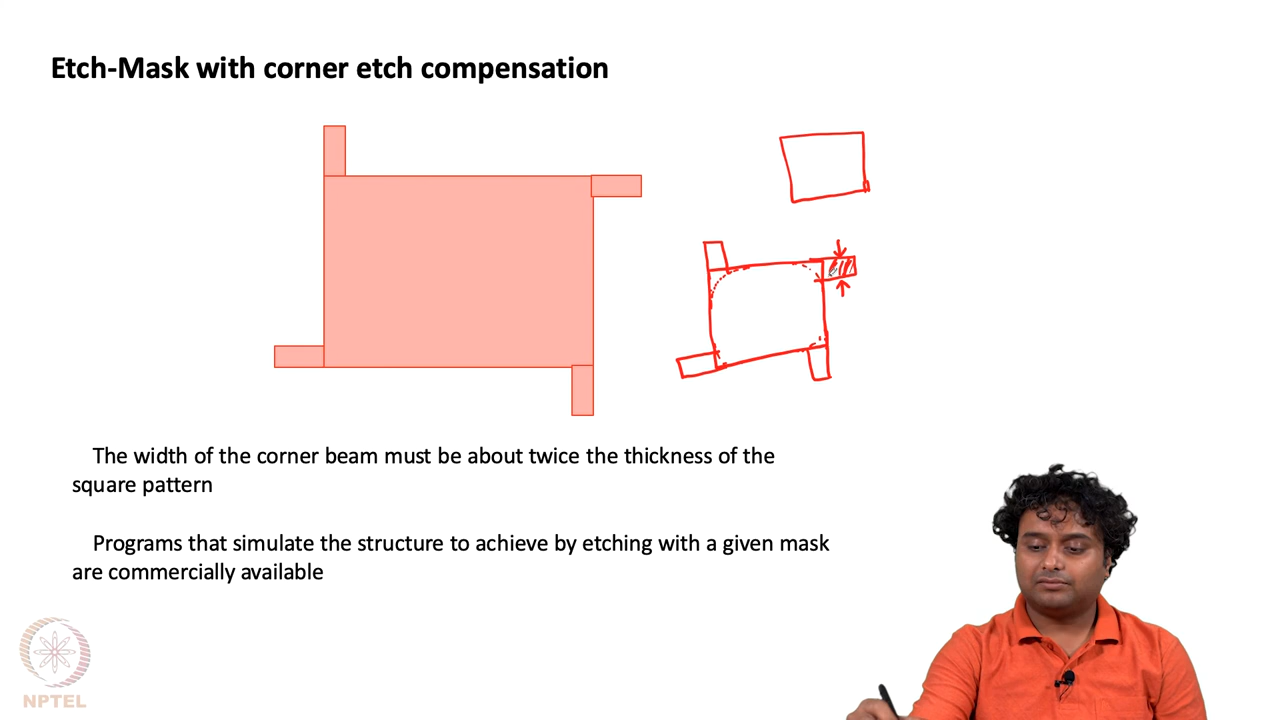 Etch-Mask with corner etch compensation
The width of the corner beam must be about twice the thickness of the
square pattern
Programs that simulate the structure to achieve by etching with a given mask
are commercially available
NPTEL